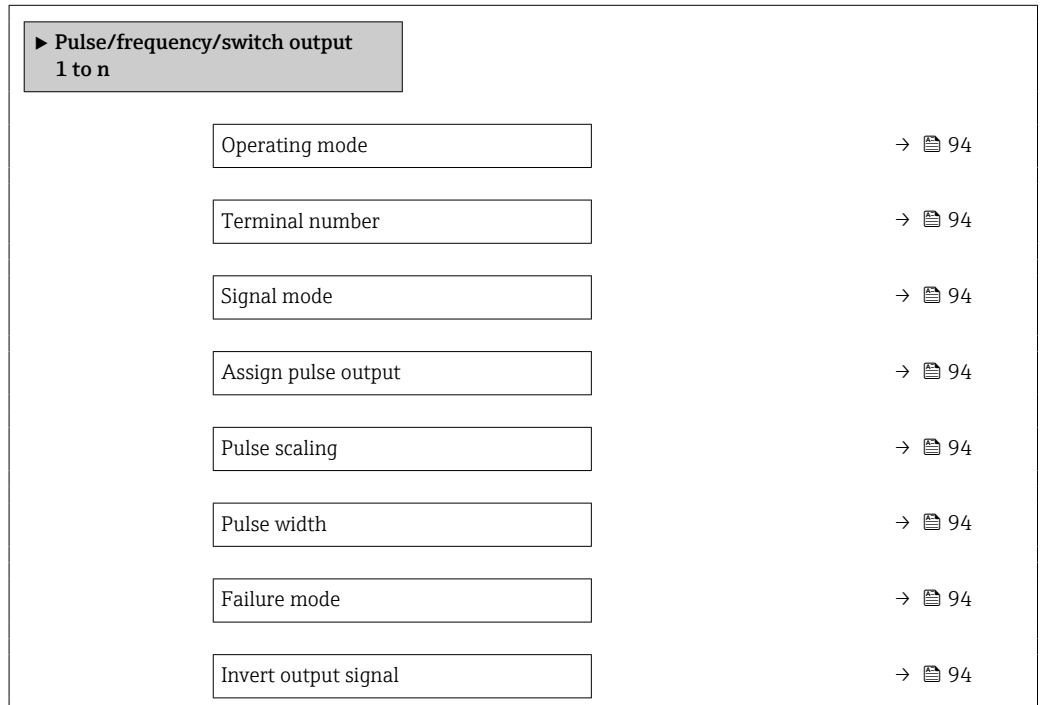 ► Pulse/frequency/switch output
1 to n
Operating mode → 94
Terminal number → 94
Signal mode → 94
Assign pulse output → 94
Pulse scaling → 94
Pulse width → 94
Failure mode → 94
Invert output signal → 94